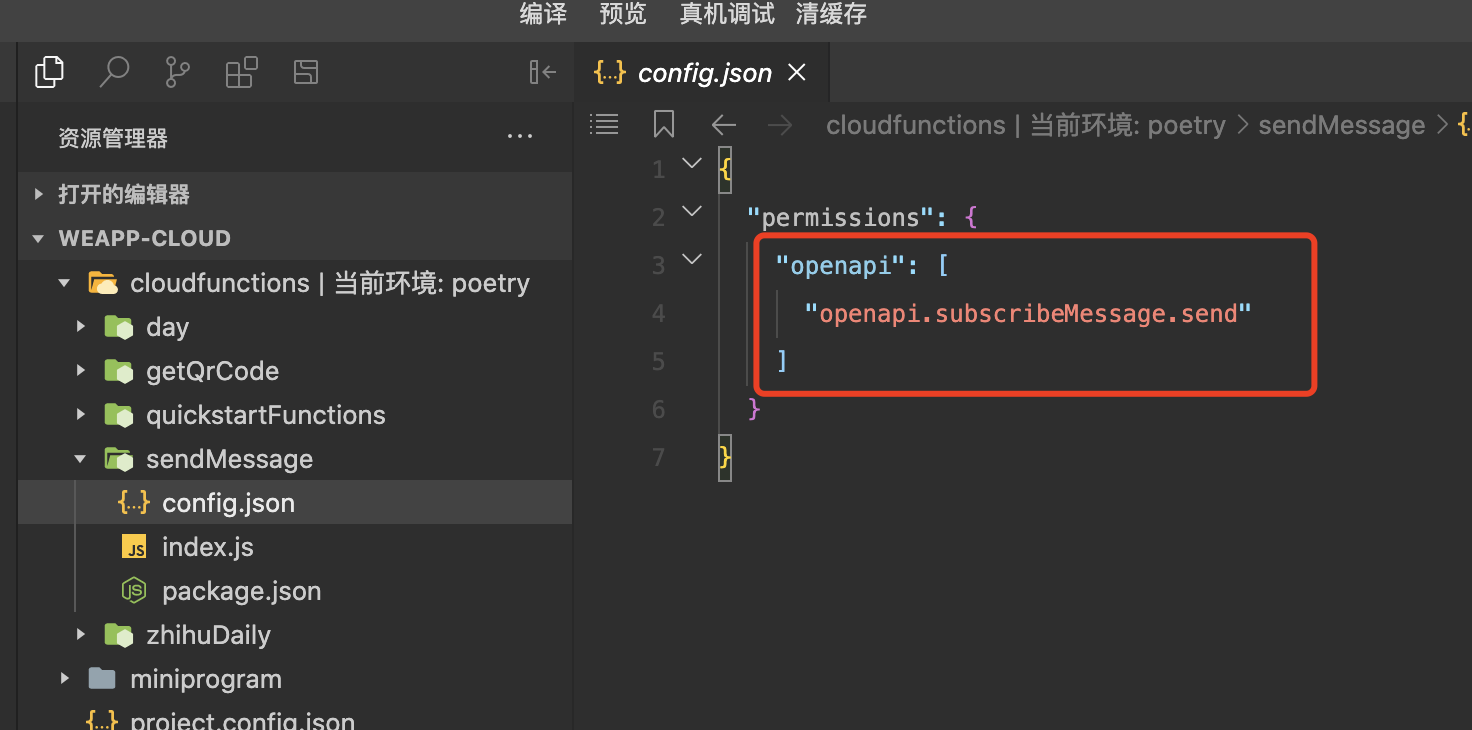 编译 预览 真机调试 清缓存
{...} config.json
资源管理器
cloudfunctions | 当前环境: poetry > sendMessage >
打开的编辑器
WEAPP-CLOUD
cloudfunctions | 当前环境: poetry
day
getQrCode
quickstartFunctions
sendMessage
{...} config.json
JS index.js
JS package.json
zhihuDaily
miniprogram
{...} project.config.json
1 {
2 "permissions": {
3 "openapi": [
4 "openapi.subscribeMessage.send"
5 ]
6 }
7 }